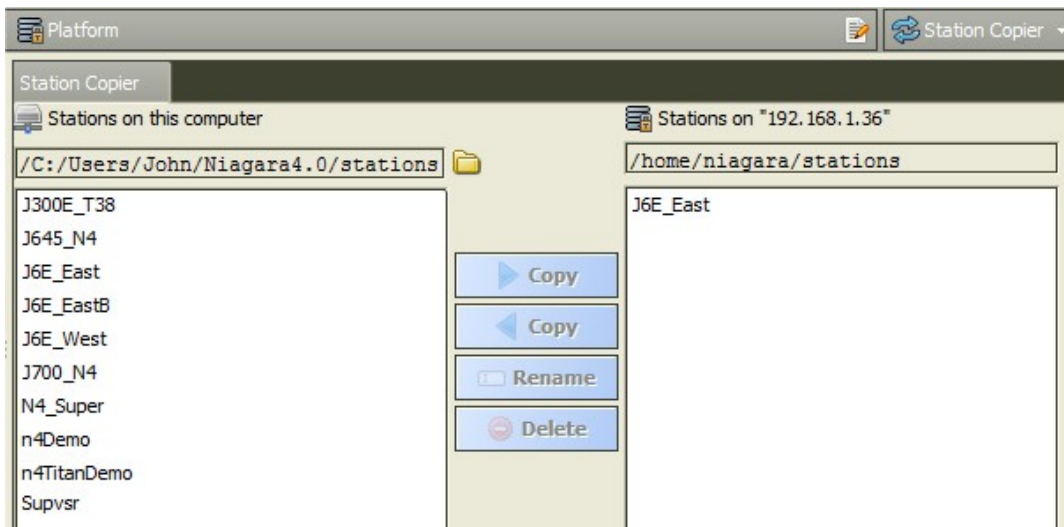 Platform
Station Copier
Station Copier
Stations on this computer
/C:/Users/John/Niagara4.0/stations
J300E_T38
J645_N4
J6E_East
J6E_EastB
J6E_West
J700_N4
N4_Super
n4Demo
n4TitanDemo
Supvsr
Copy
Copy
Rename
Delete
Stations on "192.168.1.36"
/home/niagara/stations
J6E_East